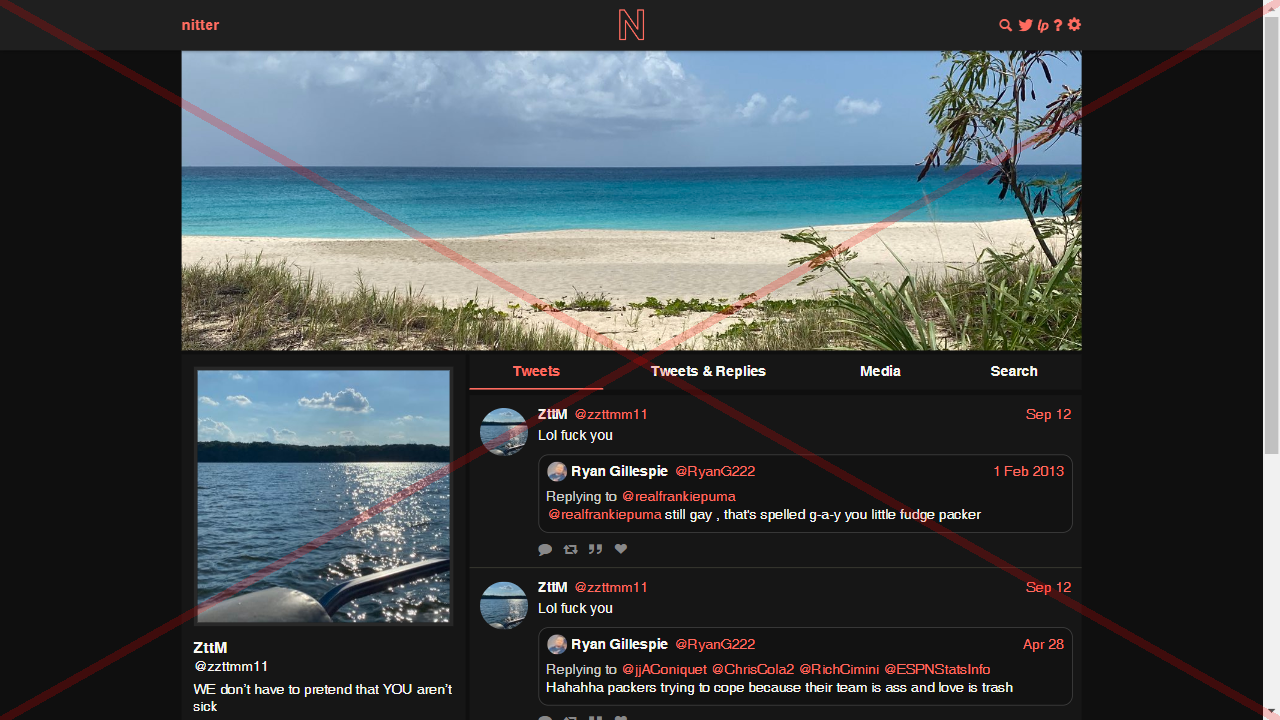 nitter
N
lp ?
Tweets
Tweets & Replies
Media
Search
ZttM @zzttmm11
Sep 12
Lol fuck you
Ryan Gillespie @RyanG222
1 Feb 2013
Replying to @realfrankiepuma
@realfrankiepuma still gay , that's spelled g-a-y you little fudge packer
ZttM @zzttmm11
Sep 12
Lol fuck you
Ryan Gillespie @RyanG222
Apr 28
Replying to @jjAConiquet @ChrisCola2 @RichCimini @ESPNStatsInfo
Hahahha packers trying to cope because their team is ass and love is trash
ZttM
@zzttmm11
WE don’t have to pretend that YOU aren’t
sick